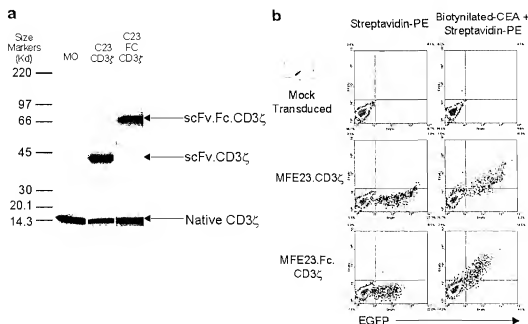 a
Size
Markers
(Kd)
MO
C23
CD3ζ
C23
FC
CD3ζ
220
97
66
45
30
20.1
14.3
scFv.Fc.CD3ζ
scFv.CD3ζ
Native CD3ζ
b
Streptavidin-PE
Biotynilated-CEA +
Streptavidin-PE
Mock
Transduced
MFE23.CD3ζ
MFE23.Fc.
CD3ζ
EGFP